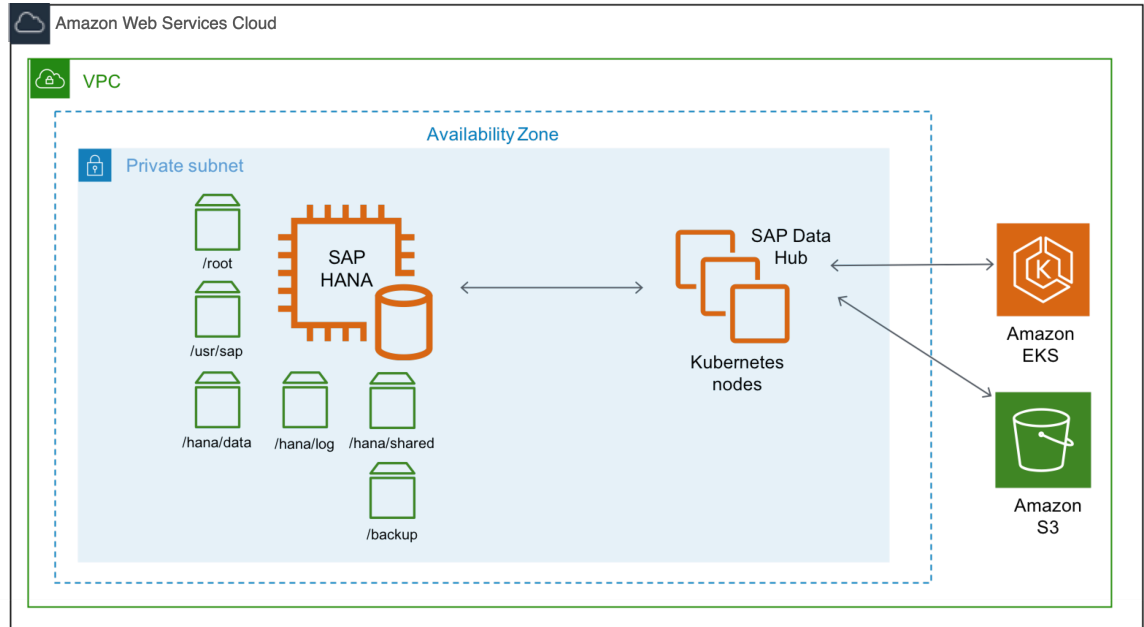 Amazon Web Services Cloud
VPC
Availability Zone
Private subnet
/root
SAP
HANA
SAP Data
Hub
/usr/sap
K
Amazon
EKS
Kubernetes
nodes
/hana/data
/hana/log
/hana/shared
/backup
Amazon
S3